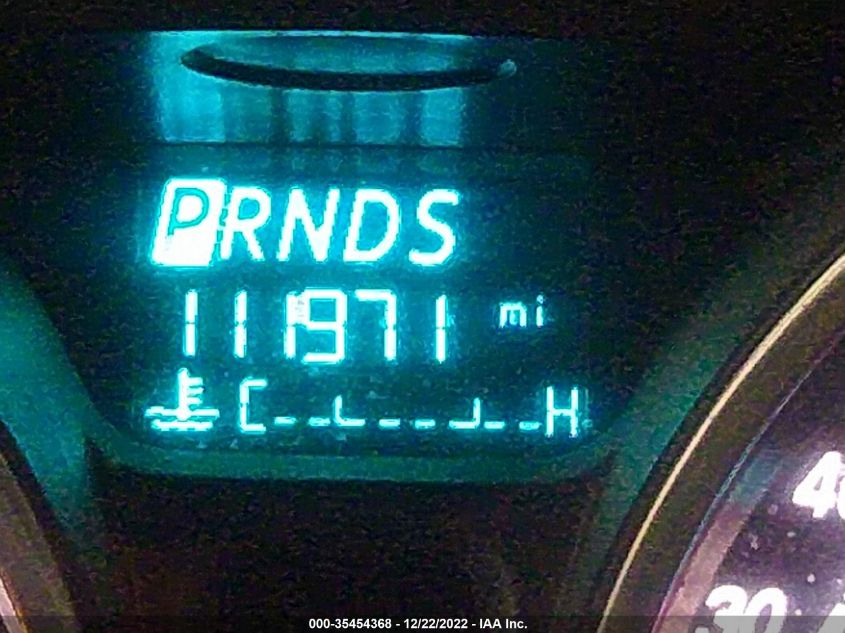 PRNDS
111971 mi
C H
40
30
000-35454368 - 12/22/2022 - IAA Inc.